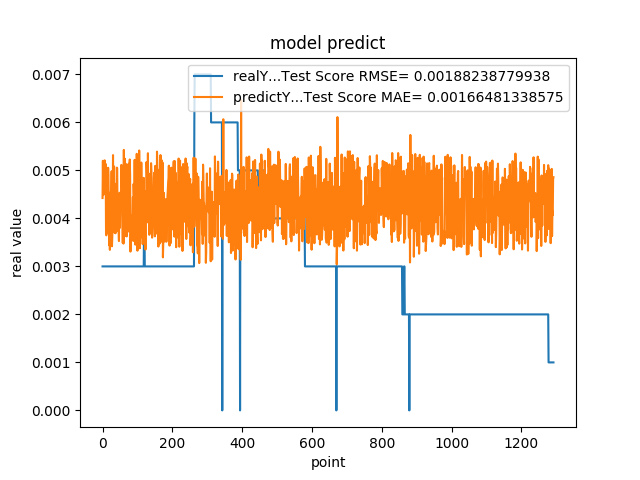 model predict
realY...Test Score RMSE= 0.00188238779938
predictY...Test Score MAE= 0.00166481338575
0.007
0.006
0.005
0.004
0.003
0.002
0.001
0.000
real value
0 200 400 600 800 1000 1200
point